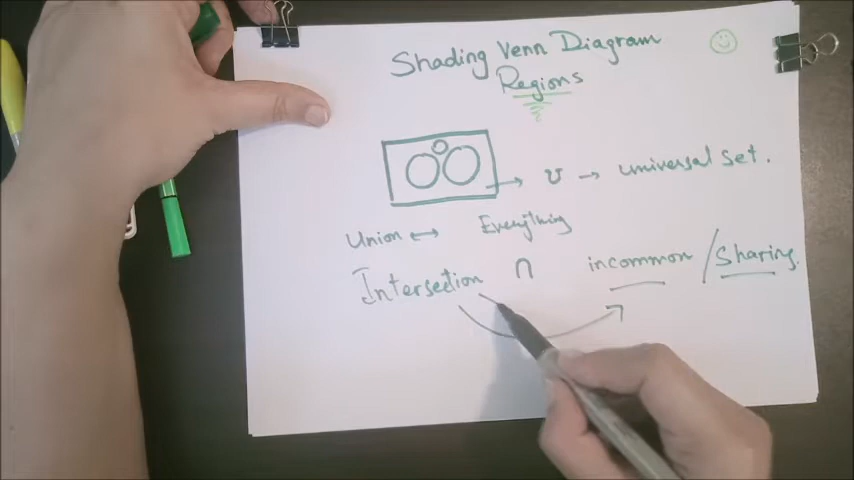 Shading Venn Diagram
Regions
U → universal set.
Union ↔ Everything
Intersection ∩ incommon / Sharing.